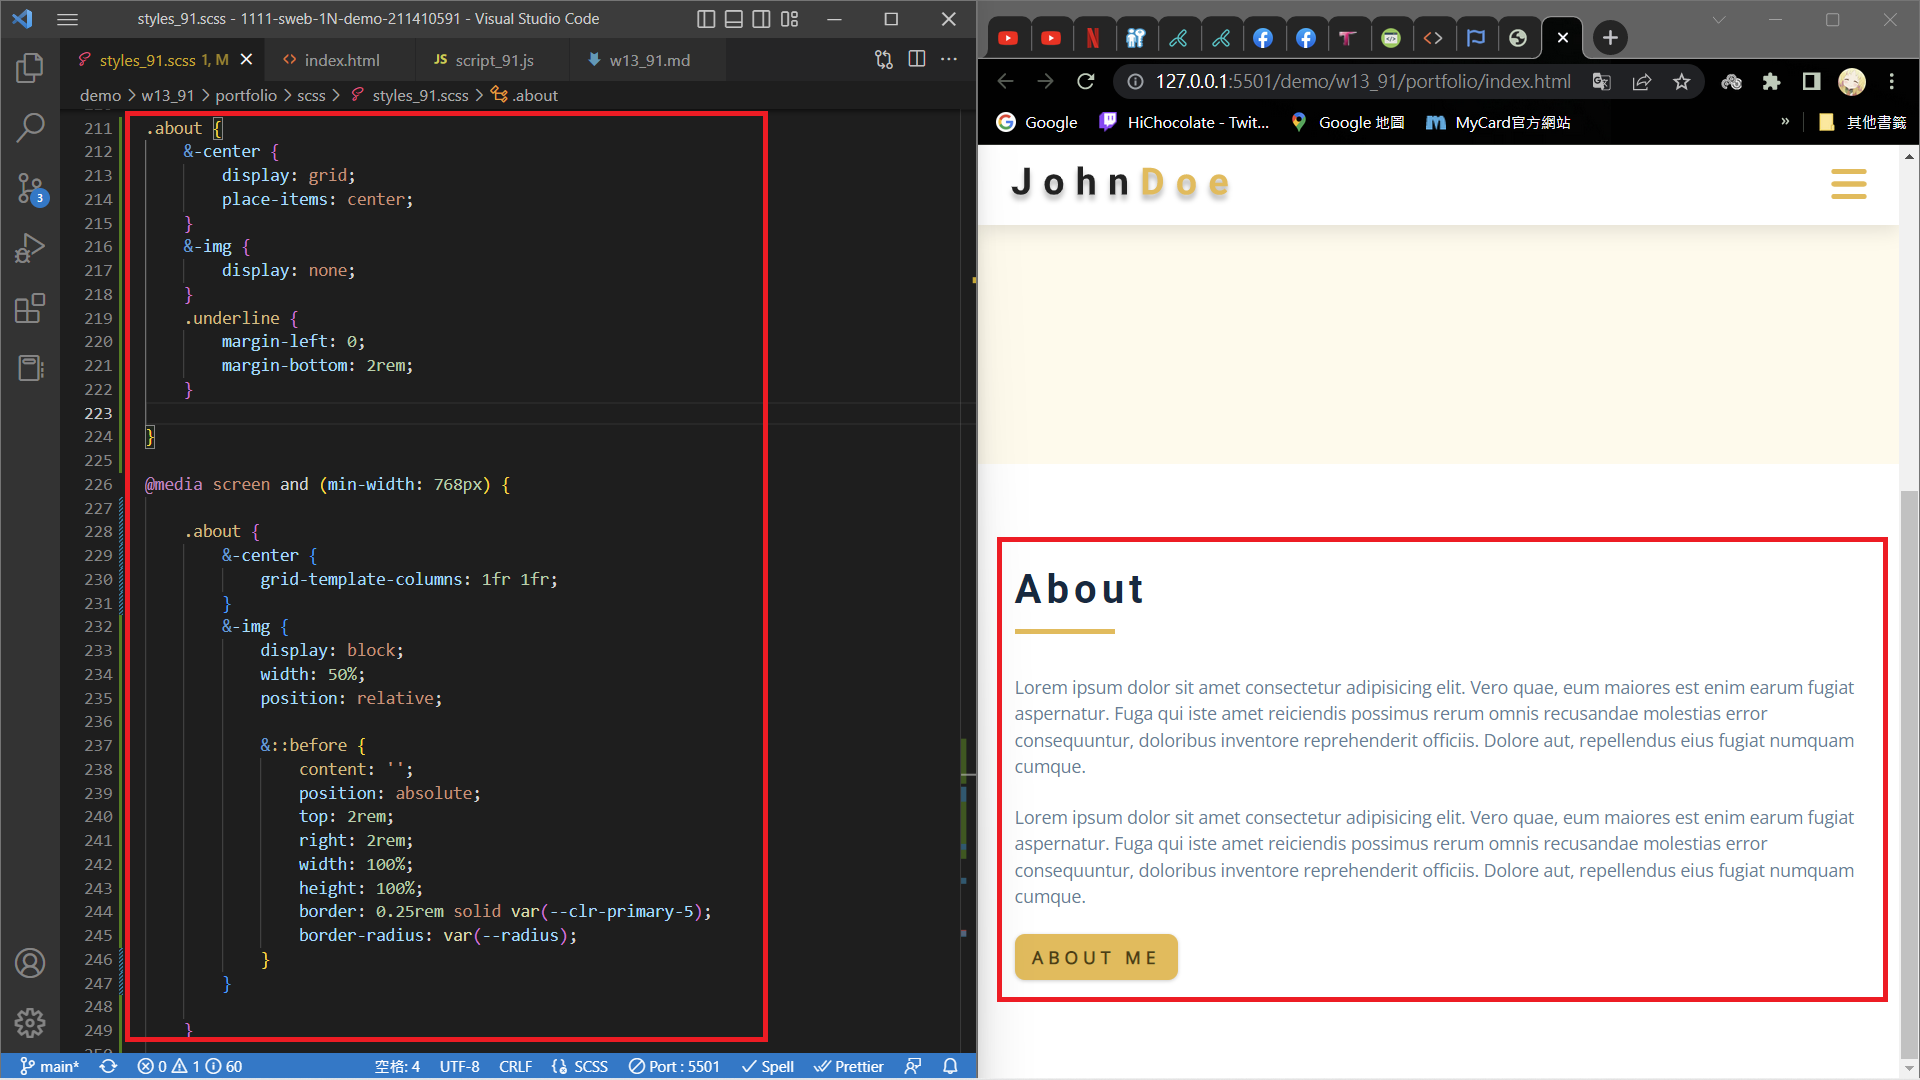 styles_91.scss - 1111-sweb-1N-demo-211410591 - Visual Studio Code
styles_91.scss 1, M
index.html
JS script_91.js
w13_91.md
demo > w13_91 > portfolio > scss > styles_91.scss > .about
211 .about {
212 &-center {
213 display: grid;
214 place-items: center;
215 }
216 &-img {
217 display: none;
218 }
219 .underline {
220 margin-left: 0;
221 margin-bottom: 2rem;
222 }
223
224 }
225
226 @media screen and (min-width: 768px) {
227
228 .about {
229 &-center {
230 grid-template-columns: 1fr 1fr;
231 }
232 &-img {
233 display: block;
234 width: 50%;
235 position: relative;
236
237 &::before {
238 content: '';
239 position: absolute;
240 top: 2rem;
241 right: 2rem;
242 width: 100%;
243 height: 100%;
244 border: 0.25rem solid var(--clr-primary-5);
245 border-radius: var(--radius);
246 }
247 }
248
249 }
3
main* 0 1 60 空格: 4 UTF-8 CRLF SCSS Port : 5501 Spell Prettier
127.0.0.1:5501/demo/w13_91/portfolio/index.html
Google
HiChocolate - Twit...
Google 地圖
MyCard官方網站
»
其他書籤
JohnDoe
About
Lorem ipsum dolor sit amet consectetur adipisicing elit. Vero quae, eum maiores est enim earum fugiat
aspernatur. Fuga qui iste amet reiciendis possimus rerum omnis recusandae molestias error
consequuntur, doloribus inventore reprehenderit officiis. Dolore aut, repellendus eius fugiat numquam
cumque.
Lorem ipsum dolor sit amet consectetur adipisicing elit. Vero quae, eum maiores est enim earum fugiat
aspernatur. Fuga qui iste amet reiciendis possimus rerum omnis recusandae molestias error
consequuntur, doloribus inventore reprehenderit officiis. Dolore aut, repellendus eius fugiat numquam
cumque.
ABOUT ME